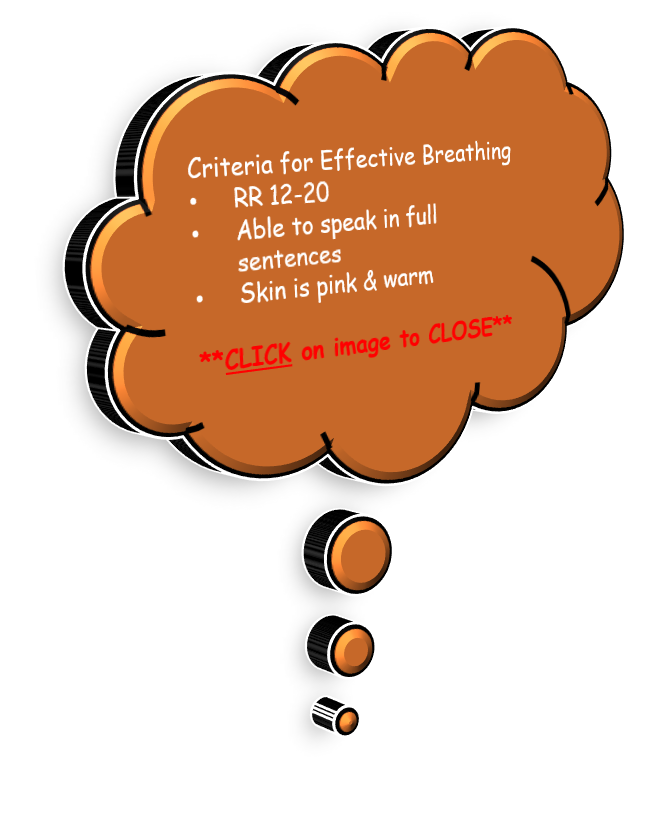 Criteria for Effective Breathing
• RR 12-20
• Able to speak in full
sentences
• Skin is pink & warm
**CLICK on image to CLOSE**